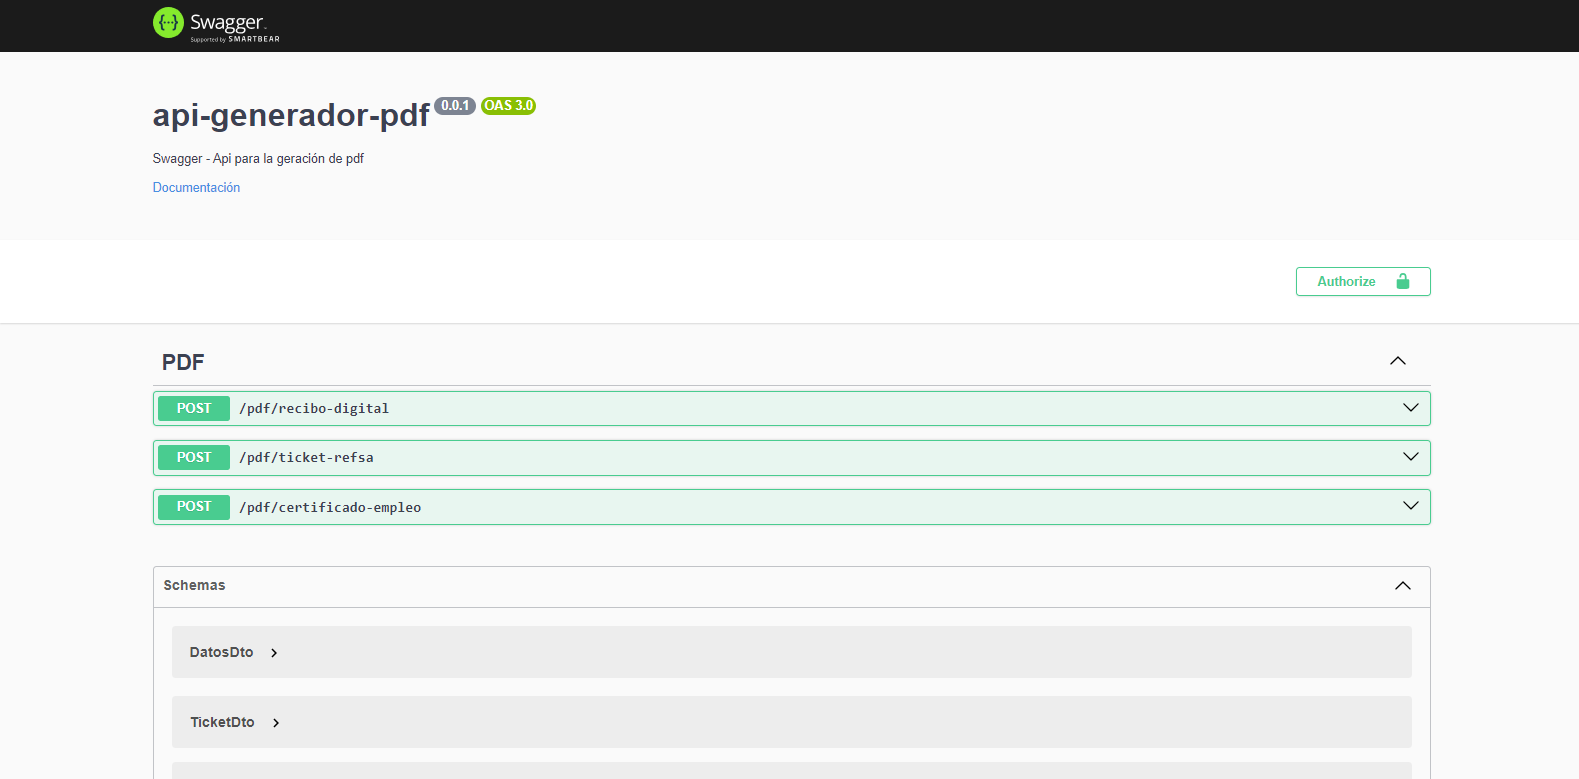 Swagger.
Supported by SMARTBEAR
api-generador-pdf 0.0.1 OAS 3.0
Swagger - Api para la geración de pdf
Documentación
Authorize
PDF
POST /pdf/recibo-digital
POST /pdf/ticket-refsa
POST /pdf/certificado-empleo
Schemas
DatosDto
TicketDto